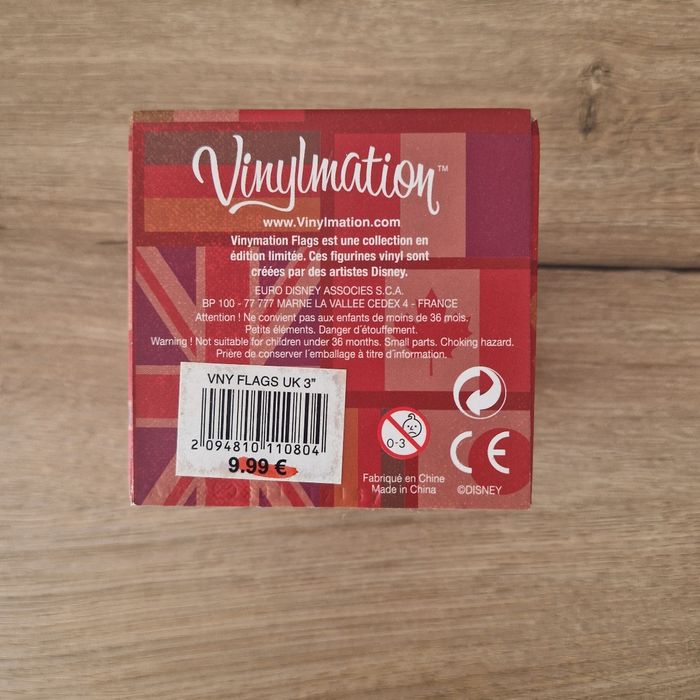 Vinylmation™
www.Vinylmation.com
Vinymation Flags est une collection en
édition limitée. Ces figurines vinyl sont
créées par des artistes Disney.
EURO DISNEY ASSOCIES S.C.A.
BP 100 - 77 777 MARNE LA VALLEE CEDEX 4 - FRANCE
Attention ! Ne convient pas aux enfants de moins de 36 mois.
Petits éléments. Danger d´étouffement.
Warning ! Not suitable for children under 36 months. Small parts. Choking hazard.
Prière de conserver l´emballage à titre d´information.
VNY FLAGS UK 3"
2 094810 110804
9.99 €
0-3
CE
Fabriqué en Chine
Made in China
©DISNEY